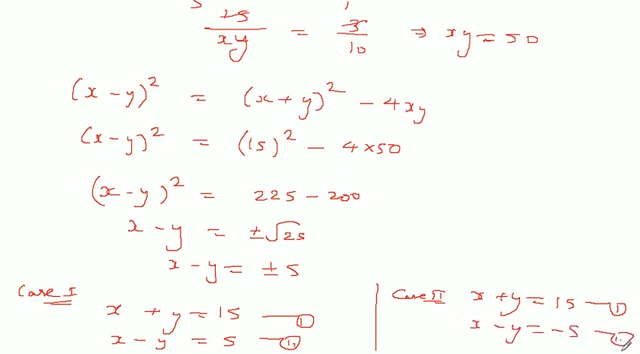 15/xy = 3/10 ⇒ xy = 50
(x - y)² = (x + y)² - 4xy
(x - y)² = (15)² - 4×50
(x - y)² = 225 - 200
x - y = ±√25
x - y = ±5
Case I
x + y = 15 — (i)
x - y = 5 — (ii)
Case II
x + y = 15 — (i)
x - y = -5 — (ii)